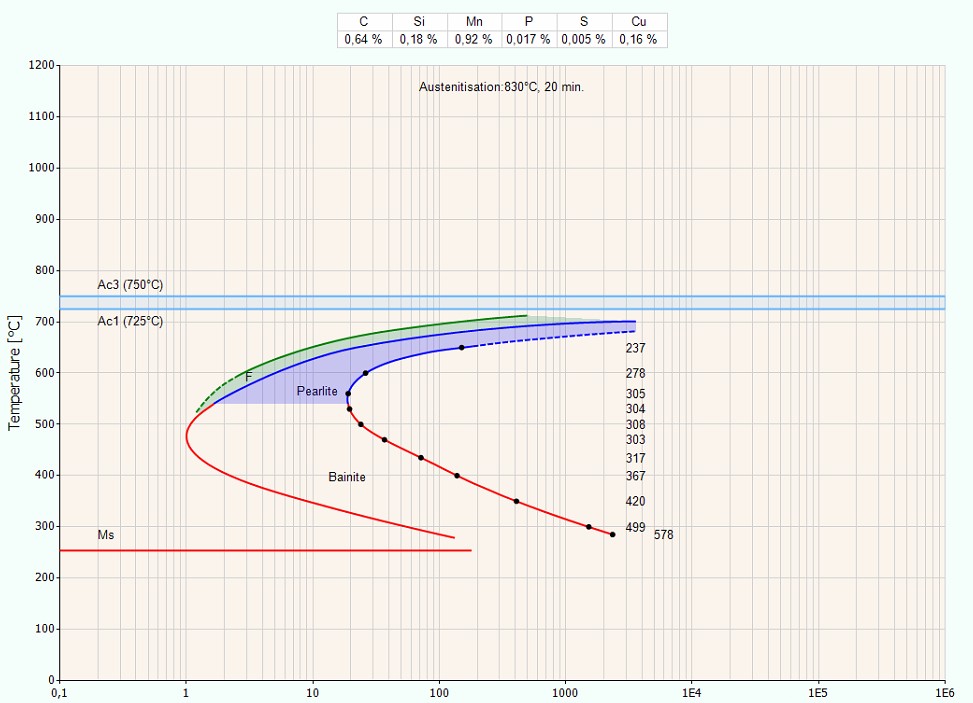 C Si Mn P S Cu
0,64 % 0,18 % 0,92 % 0,017 % 0,005 % 0,16 %
1200
Austenitisation:830°C, 20 min.
1100
1000
900
800
Ac3 (750°C)
700
Ac1 (725°C)
237
600
F
278
Pearlite
305
304
500
308
303
317
400
Bainite
367
420
300
499
578
Ms
200
100
0
0,1 1 10 100 1000 1E4 1E5 1E6
Temperature [°C]